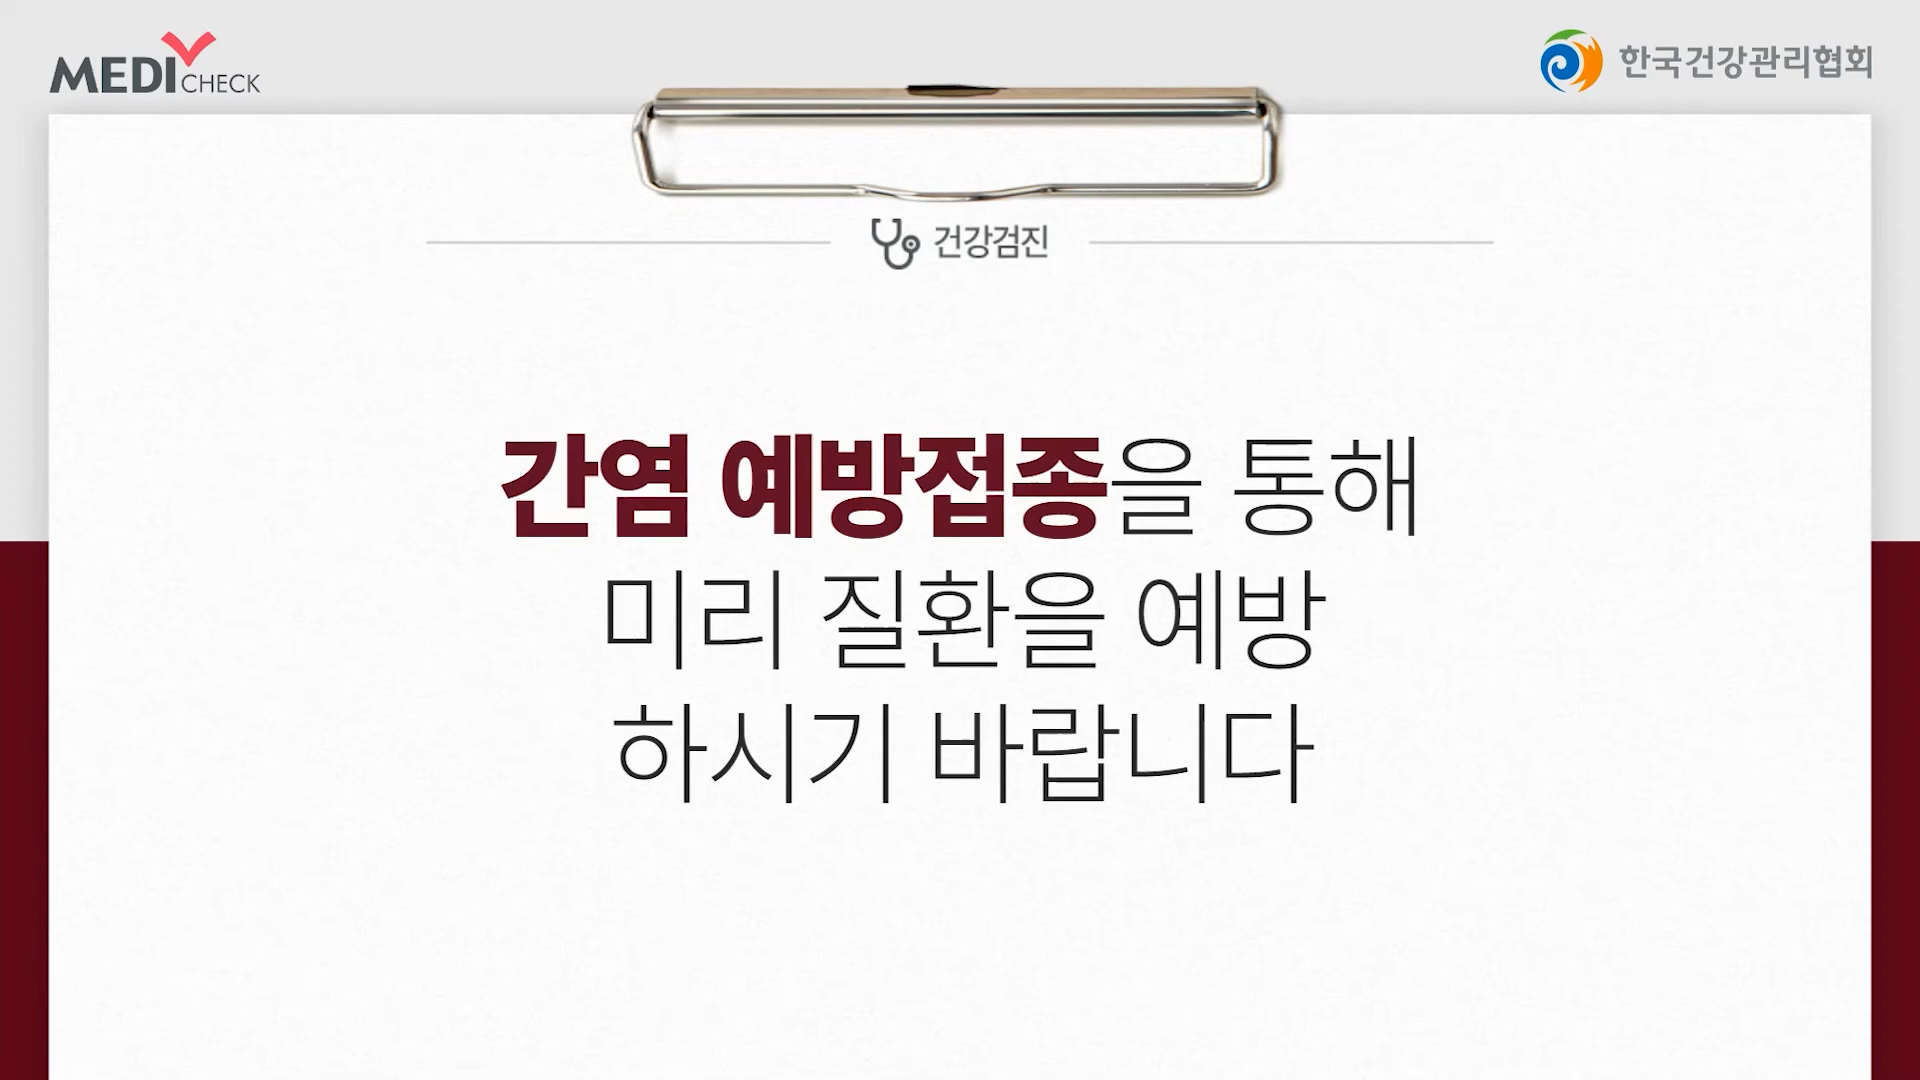 MEDI CHECK
한국건강관리협회
건강검진
간염 예방접종을 통해
미리 질환을 예방
하시기 바랍니다